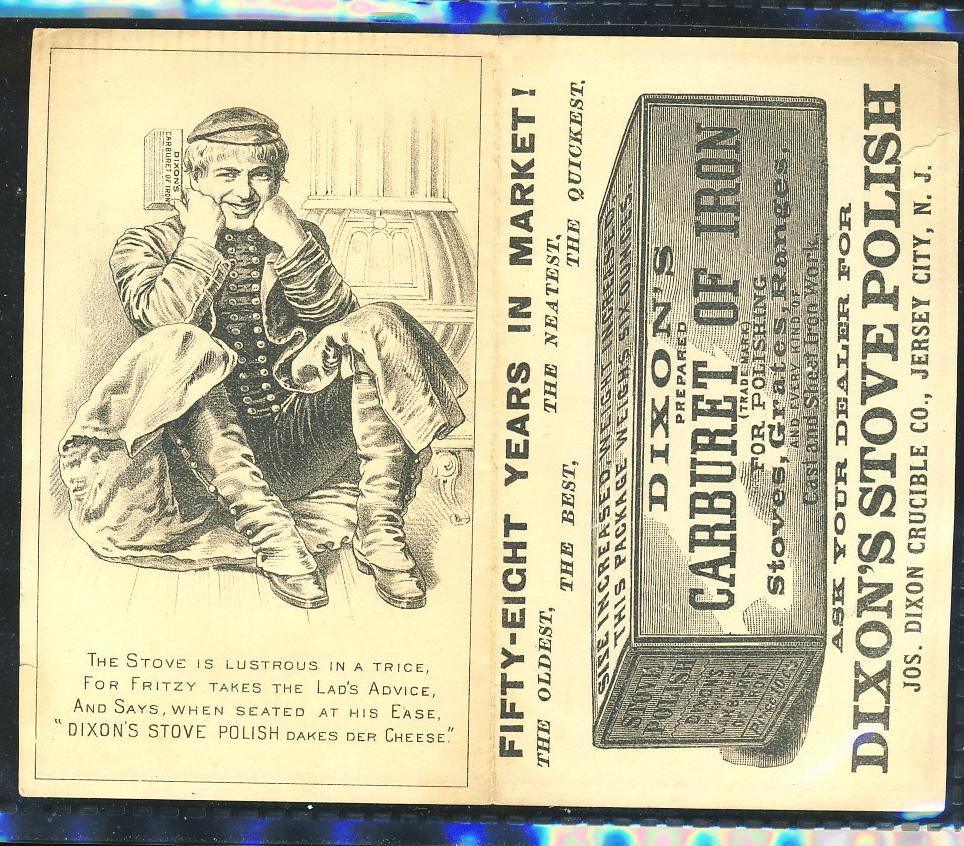 DIXON'S
CARBURET OF IRON
THE STOVE IS LUSTROUS IN A TRICE,
FOR FRITZY TAKES THE LAD'S ADVICE,
AND SAYS, WHEN SEATED AT HIS EASE,
"DIXON'S STOVE POLISH DAKES DER CHEESE."
FIFTY-EIGHT YEARS IN MARKET!
THE OLDEST,
THE BEST,
THE NEATEST,
THE QUICKEST.
SIZE INCREASED, WEIGHT INCREASED.
THIS PACKAGE WEIGHS SIX OUNCES.
DIXON'S
PREPARED
CARBURET OF IRON
(TRADE MARK)
FOR POLISHING
Stoves, Grates, Ranges,
AND EVERY KIND OF
Cast and Sheet Iron Work.
STOVE
POLISH
DIXON'S
CARBURET
OF IRON
ASK YOUR DEALER FOR
DIXON'S STOVE POLISH
JOS. DIXON CRUCIBLE CO., JERSEY CITY, N. J.